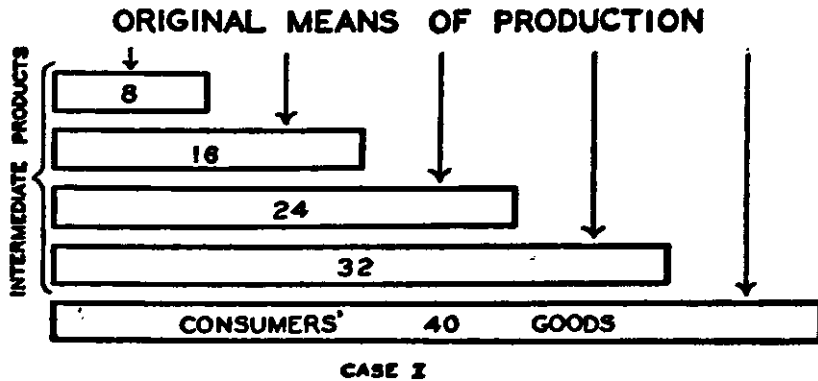 ORIGINAL MEANS OF PRODUCTION
INTERMEDIATE PRODUCTS
8
16
24
32
CONSUMERS' 40 GOODS
CASE I